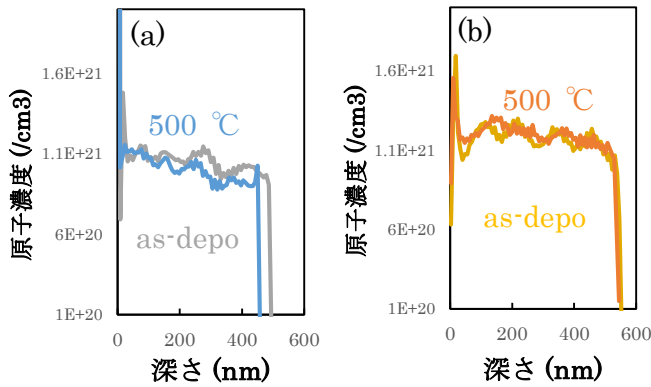 (a)
原子濃度 (/cm3)
1.6E+21
1.1E+21
6E+20
1E+20
500 ℃
as-depo
0 200 400 600
深さ (nm)
(b)
原子濃度 (/cm3)
1.6E+21
1.1E+21
6E+20
1E+20
500 ℃
as-depo
0 200 400 600
深さ (nm)